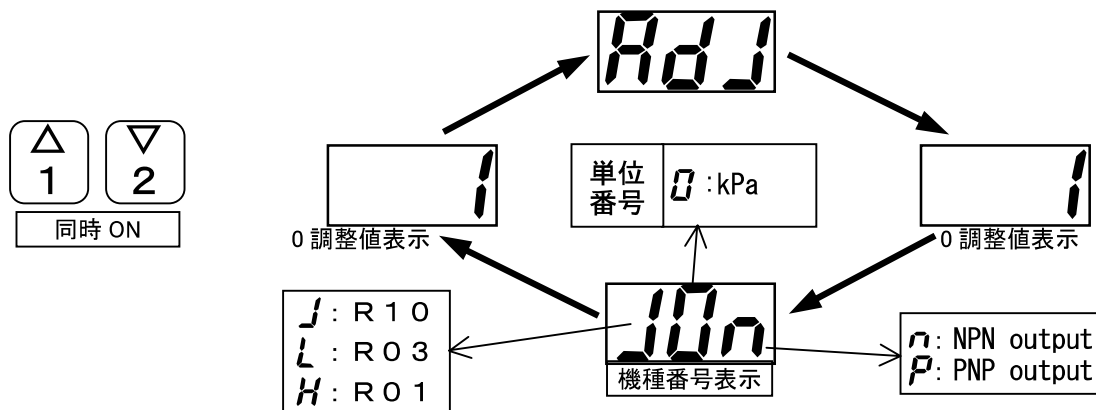 AdJ
△
1
▽
2
同時 ON
1
0 調整値表示
単位
番号
0 :kPa
1
0 調整値表示
J : R10
L : R03
H : R01
J0n
機種番号表示
n: NPN output
P: PNP output